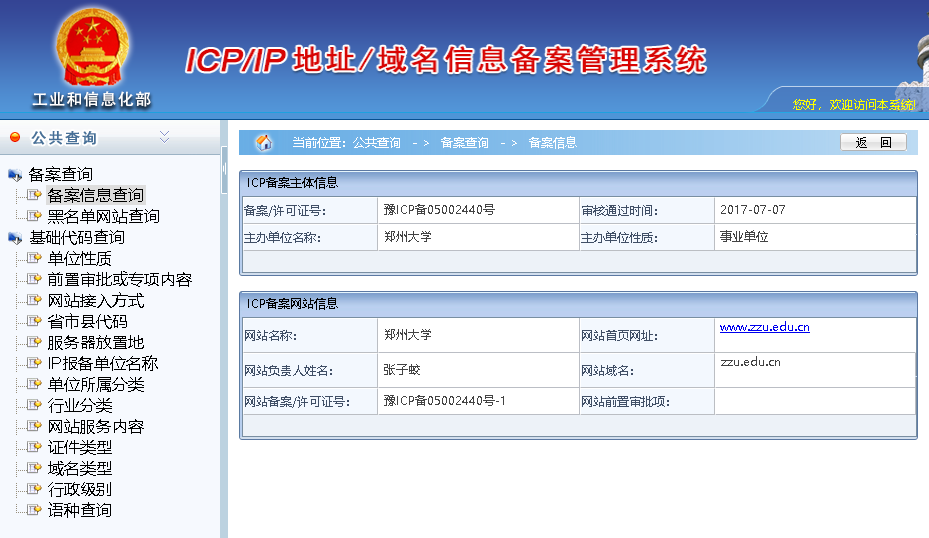 ICP/IP地址/域名信息备案管理系统
工业和信息化部
您好,欢迎访问本系统!
公共查询
备案查询
备案信息查询
黑名单网站查询
基础代码查询
单位性质
前置审批或专项内容
网站接入方式
省市县代码
服务器放置地
IP报备单位名称
单位所属分类
行业分类
网站服务内容
证件类型
域名类型
行政级别
语种查询
当前位置:公共查询 -> 备案查询 -> 备案信息 返 回
ICP备案主体信息
备案/许可证号: 豫ICP备05002440号 审核通过时间: 2017-07-07
主办单位名称: 郑州大学 主办单位性质: 事业单位
ICP备案网站信息
网站名称: 郑州大学 网站首页网址: www.zzu.edu.cn
网站负责人姓名: 张子蛟 网站域名: zzu.edu.cn
网站备案/许可证号: 豫ICP备05002440号-1 网站前置审批项: